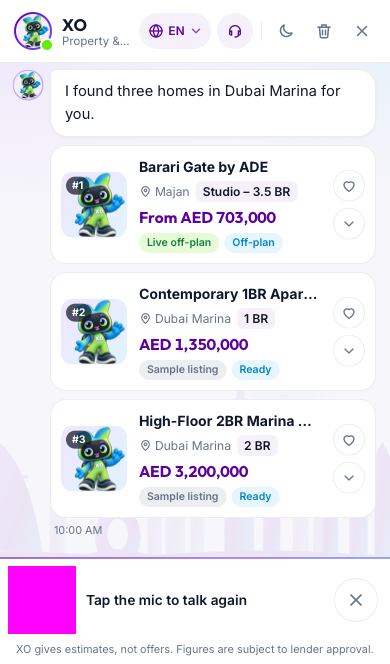 XO
Property &...
EN
I found three homes in Dubai Marina for
you.
#1
Barari Gate by ADE
Majan
Studio – 3.5 BR
From AED 703,000
Live off-plan
Off-plan
#2
Contemporary 1BR Apar...
Dubai Marina
1 BR
AED 1,350,000
Sample listing
Ready
#3
High-Floor 2BR Marina ...
Dubai Marina
2 BR
AED 3,200,000
Sample listing
Ready
10:00 AM
Tap the mic to talk again
XO gives estimates, not offers. Figures are subject to lender approval.